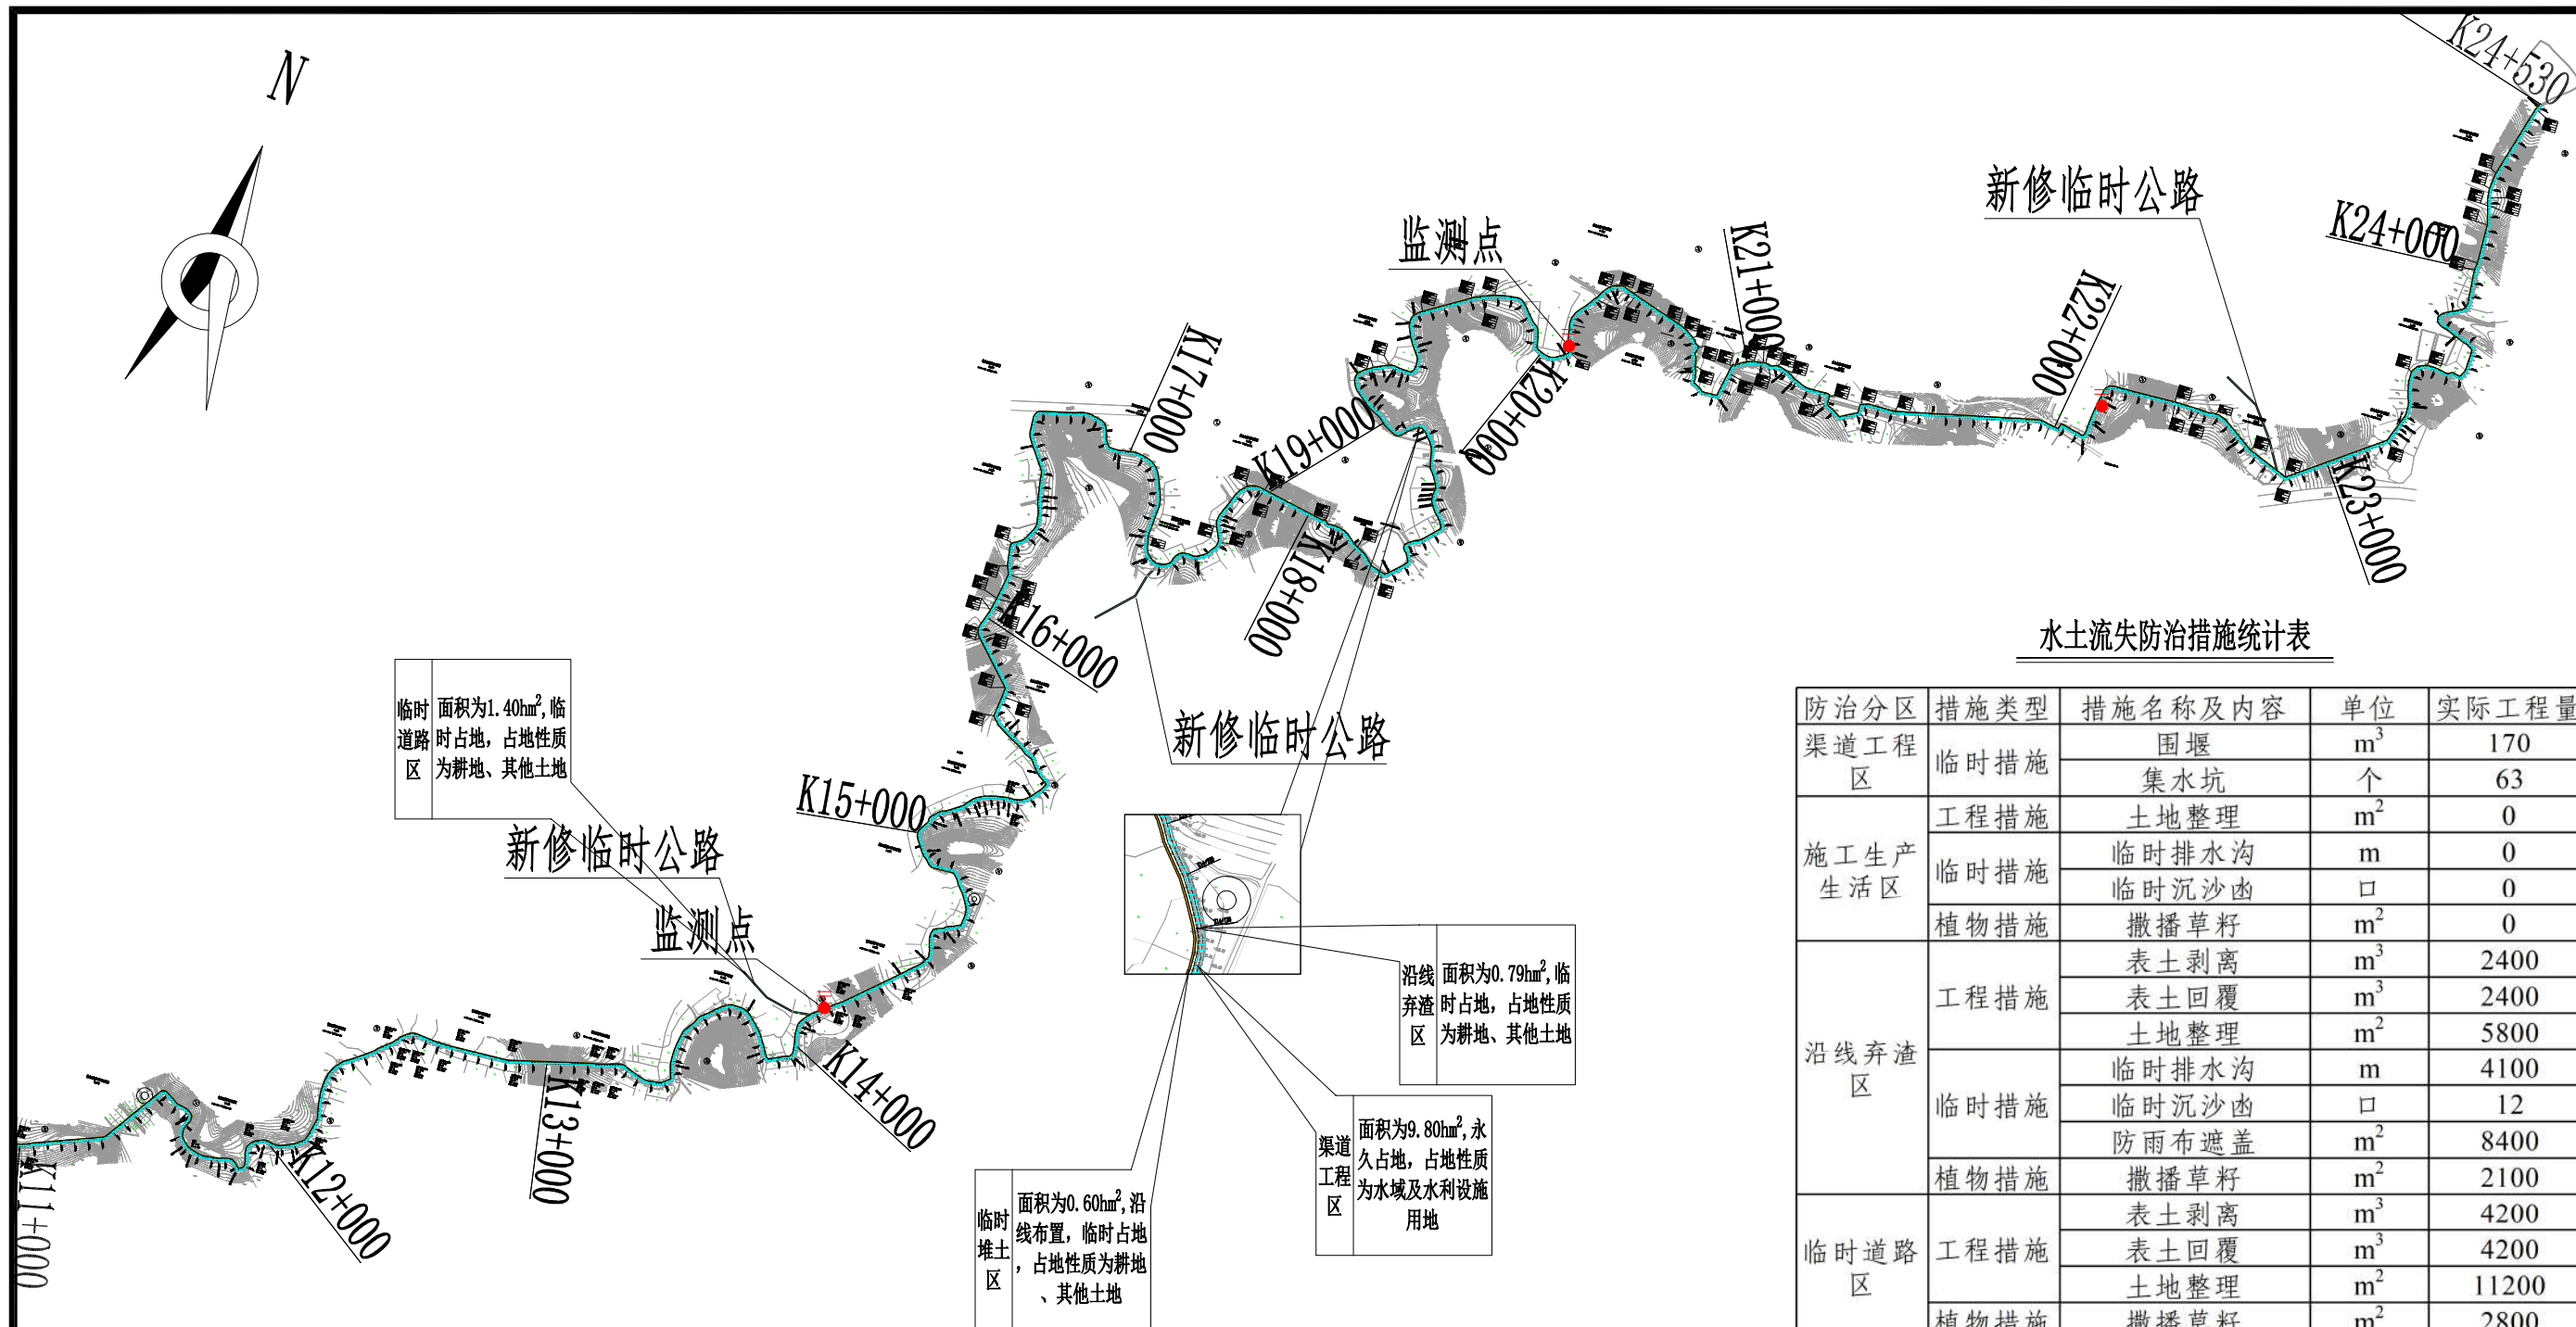 N
K24+530
新修临时公路
监测点
K24+000
K21+000
K22+000
K17+000
K20+000
K19+000
K23+000
K18+000
K16+000
水土流失防治措施统计表
临时
道路
区
面积为1.40hm²,临
时占地，占地性质
为耕地、其他土地
新修临时公路
K15+000
新修临时公路
监测点
K14+000
K13+000
K12+000
K11+000
沿线
弃渣
区
面积为0.79hm²,临
时占地，占地性质
为耕地、其他土地
渠道
工程
区
面积为9.80hm²,永
久占地，占地性质
为水域及水利设施
用地
临时
堆土
区
面积为0.60hm²,沿
线布置，临时占地
，占地性质为耕地
、其他土地
防治分区 措施类型 措施名称及内容 单位 实际工程量
渠道工程区 临时措施 围堰 m³ 170
集水坑 个 63
施工生产生活区 工程措施 土地整理 m² 0
临时措施 临时排水沟 m 0
临时沉沙凼 口 0
植物措施 撒播草籽 m² 0
沿线弃渣区 工程措施 表土剥离 m³ 2400
表土回覆 m³ 2400
土地整理 m² 5800
临时措施 临时排水沟 m 4100
临时沉沙凼 口 12
防雨布遮盖 m² 8400
植物措施 撒播草籽 m² 2100
临时道路区 工程措施 表土剥离 m³ 4200
表土回覆 m³ 4200
土地整理 m² 11200
植物措施 撒播草籽 m² 2800